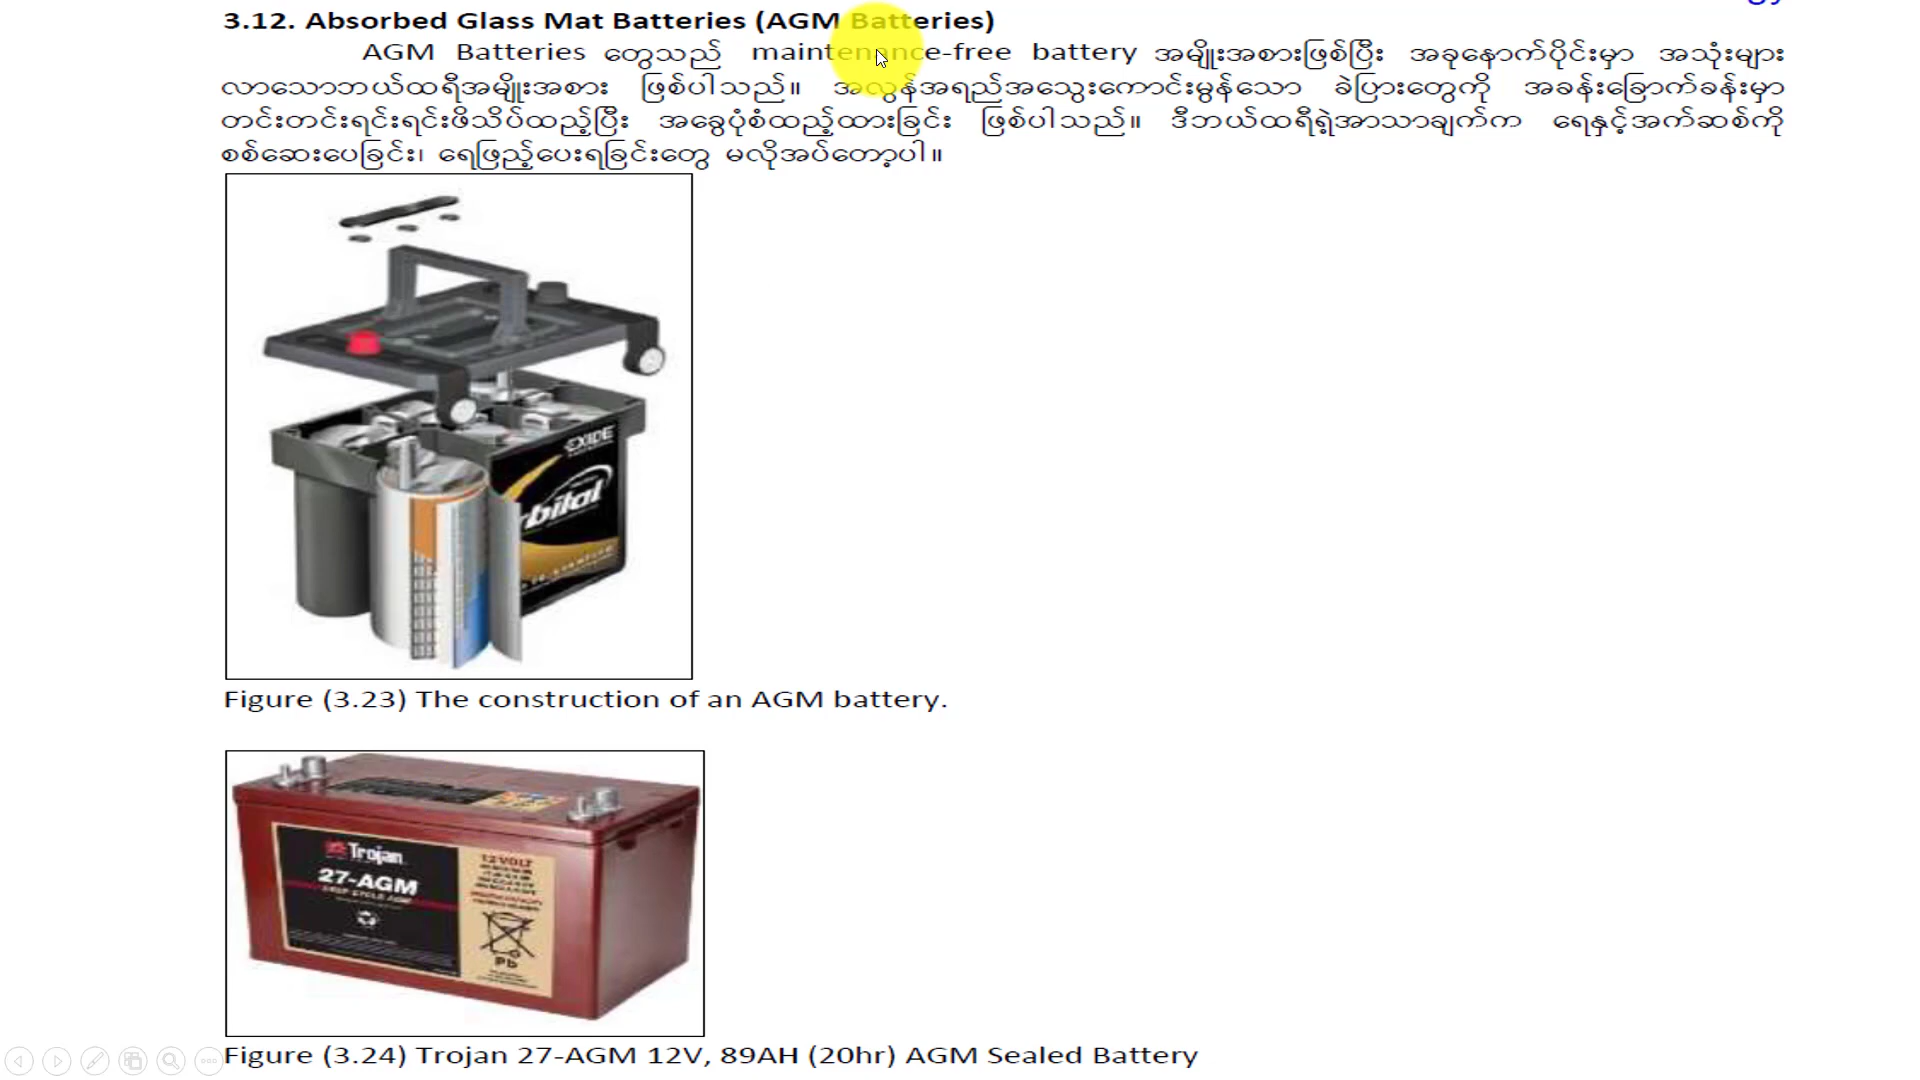 3.12. Absorbed Glass Mat Batteries (AGM Batteries)
AGM Batteries တွေသည် maintenance-free battery အမျိုးအစားဖြစ်ပြီး အခုနောက်ပိုင်းမှာ အသုံးများ
လာသောဘယ်ထရီအမျိုးအစား ဖြစ်ပါသည်။ အလွန်အရည်အသွေးကောင်းမွန်သော ခဲပြားတွေကို အခန်းခြောက်ခန်းမှာ
တင်းတင်းရင်းရင်းဖိသိပ်ထည့်ပြီး အခွေပုံစံထည့်ထားခြင်း ဖြစ်ပါသည်။ ဒီဘယ်ထရီရဲ့အာသာချက်က ရေနှင့်အက်ဆစ်ကို
စစ်ဆေးပေခြင်း၊ ရေဖြည့်ပေးရခြင်းတွေ မလိုအပ်တော့ပါ။
EXIDE
rbital
Figure (3.23) The construction of an AGM battery.
Trojan
27-AGM
DEEP CYCLE AGM
12 VOLT
Pb
Figure (3.24) Trojan 27-AGM 12V, 89AH (20hr) AGM Sealed Battery